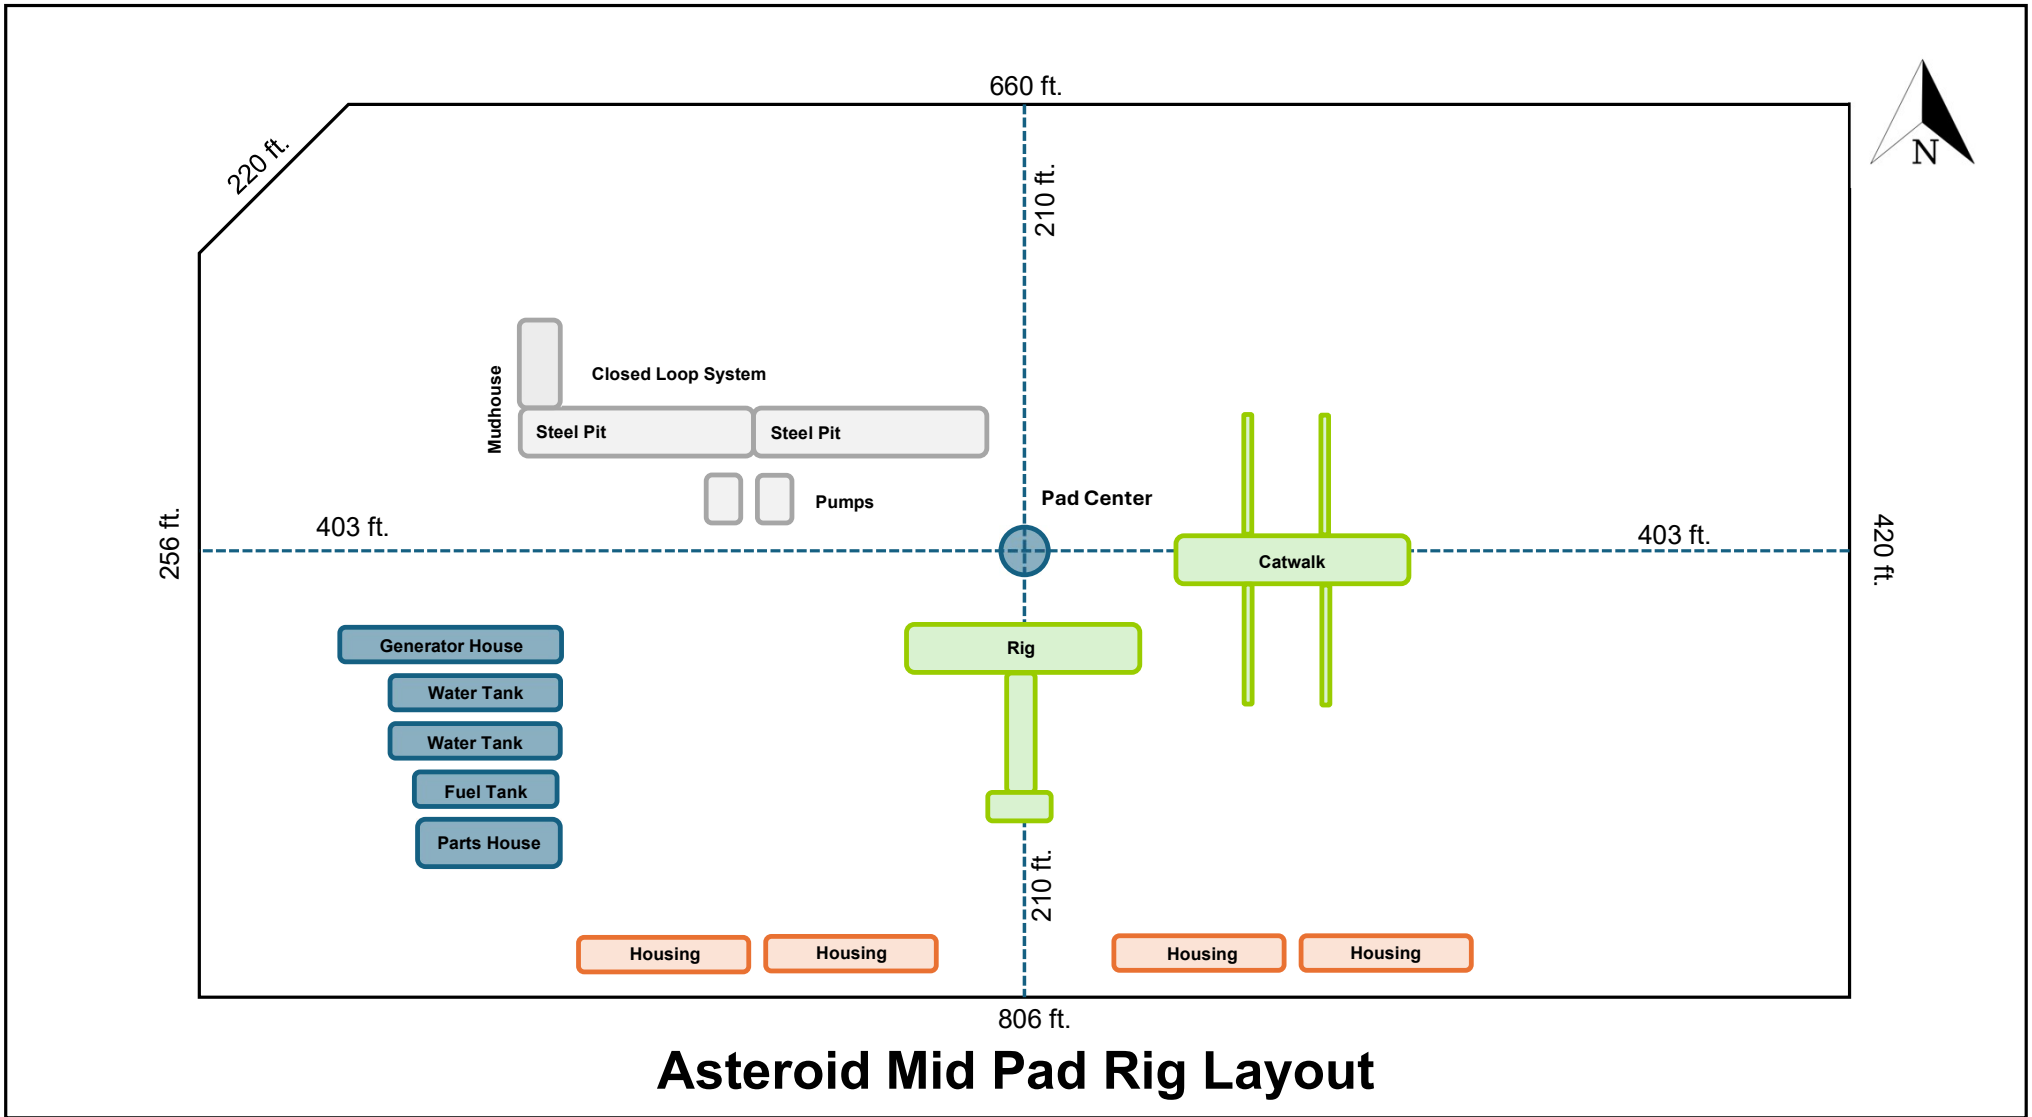 660 ft.
220 ft.
210 ft.
N
Closed Loop System
Mudhouse
Steel Pit
Steel Pit
Pumps
Pad Center
256 ft.
403 ft.
403 ft.
420 ft.
Catwalk
Generator House
Rig
Water Tank
Water Tank
Fuel Tank
Parts House
210 ft.
Housing
Housing
Housing
Housing
806 ft.
Asteroid Mid Pad Rig Layout